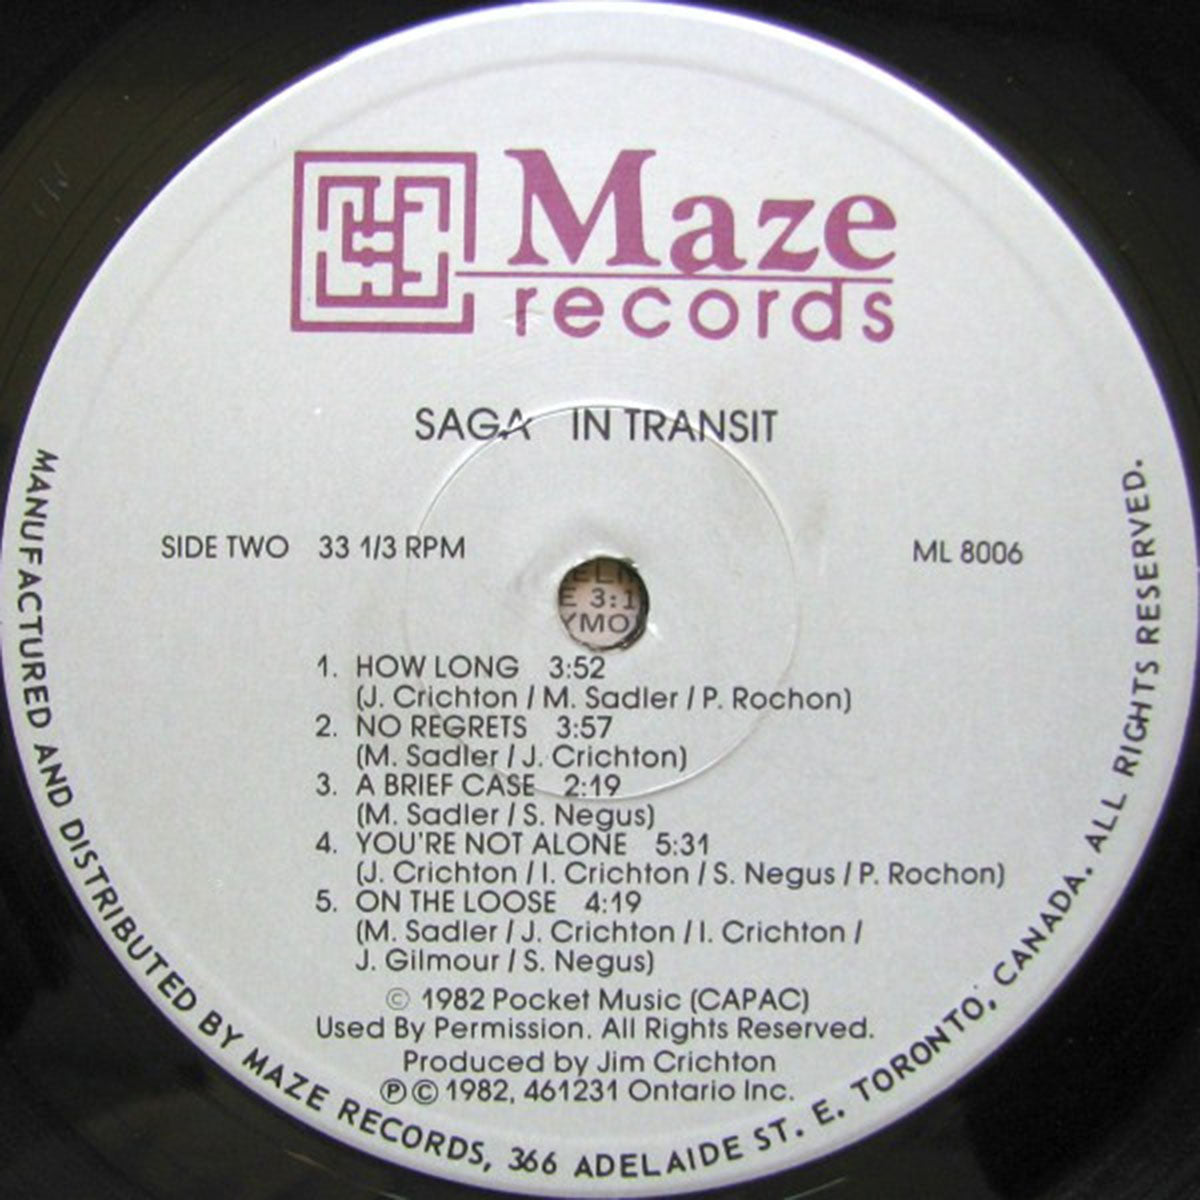 Maze
records
SAGA IN TRANSIT
SIDE TWO 33 1/3 RPM
ML 8006
3:1
YMO
1. HOW LONG 3:52
(J. Crichton / M. Sadler / P. Rochon)
2. NO REGRETS 3:57
(M. Sadler / J. Crichton)
3. A BRIEF CASE 2:19
(M. Sadler / S. Negus)
4. YOU'RE NOT ALONE 5:31
(J. Crichton / I. Crichton / S. Negus / P. Rochon)
5. ON THE LOOSE 4:19
(M. Sadler / J. Crichton / I. Crichton /
J. Gilmour / S. Negus)
© 1982 Pocket Music (CAPAC)
Used By Permission. All Rights Reserved.
Produced by Jim Crichton
℗ © 1982, 461231 Ontario Inc.
MANUFACTURED AND DISTRIBUTED BY MAZE RECORDS, 366 ADELAIDE ST. E. TORONTO, CANADA. ALL RIGHTS RESERVED.